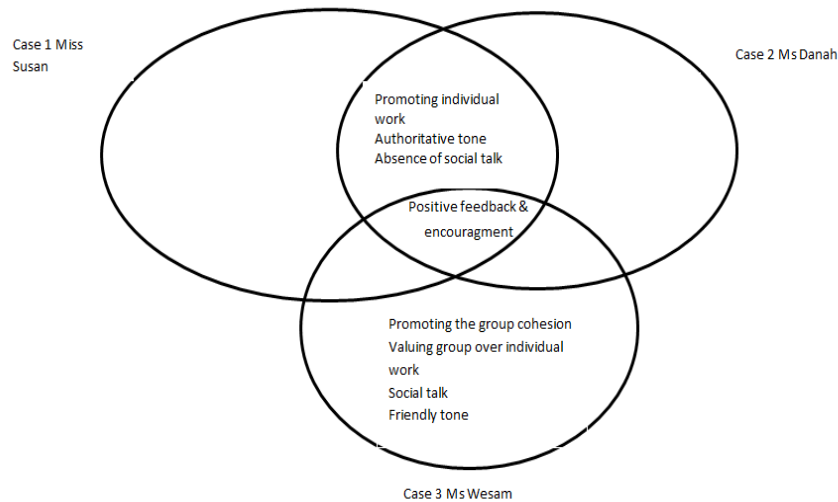 Case 1 Miss
Susan
Case 2 Ms Danah
Promoting individual
work
Authoritative tone
Absence of social talk
Positive feedback &
encouragment
Promoting the group cohesion
Valuing group over individual
work
Social talk
Friendly tone
Case 3 Ms Wesam